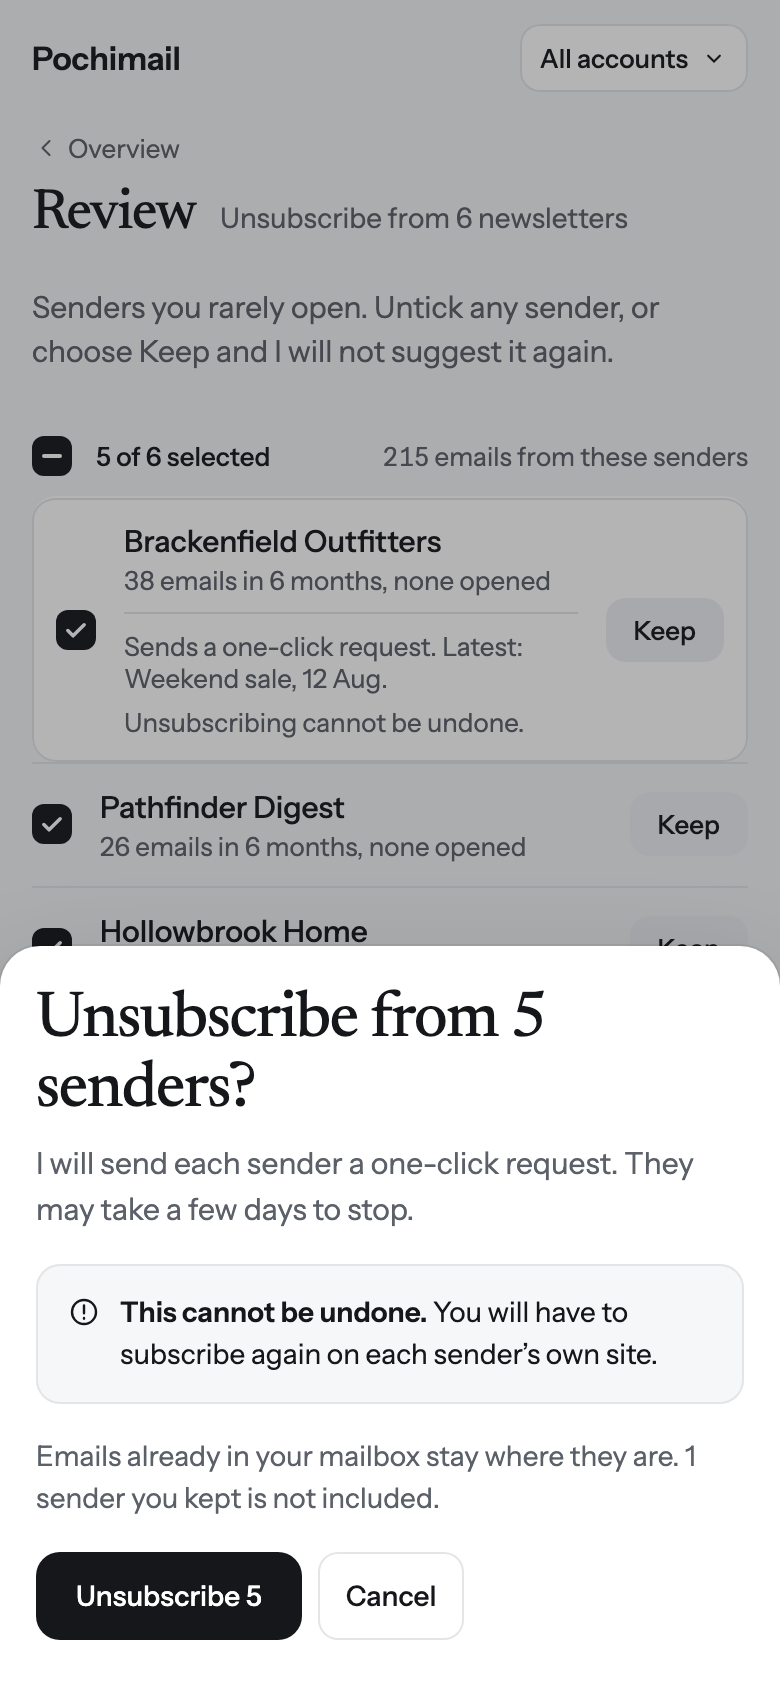 Pochimail
All accounts
Overview
Review
Unsubscribe from 6 newsletters
Senders you rarely open. Untick any sender, or
choose Keep and I will not suggest it again.
5 of 6 selected
215 emails from these senders
Brackenfield Outfitters
38 emails in 6 months, none opened
Sends a one-click request. Latest:
Weekend sale, 12 Aug.
Unsubscribing cannot be undone.
Keep
Pathfinder Digest
26 emails in 6 months, none opened
Keep
Hollowbrook Home
Keep
Unsubscribe from 5
senders?
I will send each sender a one-click request. They
may take a few days to stop.
This cannot be undone. You will have to
subscribe again on each sender’s own site.
Emails already in your mailbox stay where they are. 1
sender you kept is not included.
Unsubscribe 5
Cancel